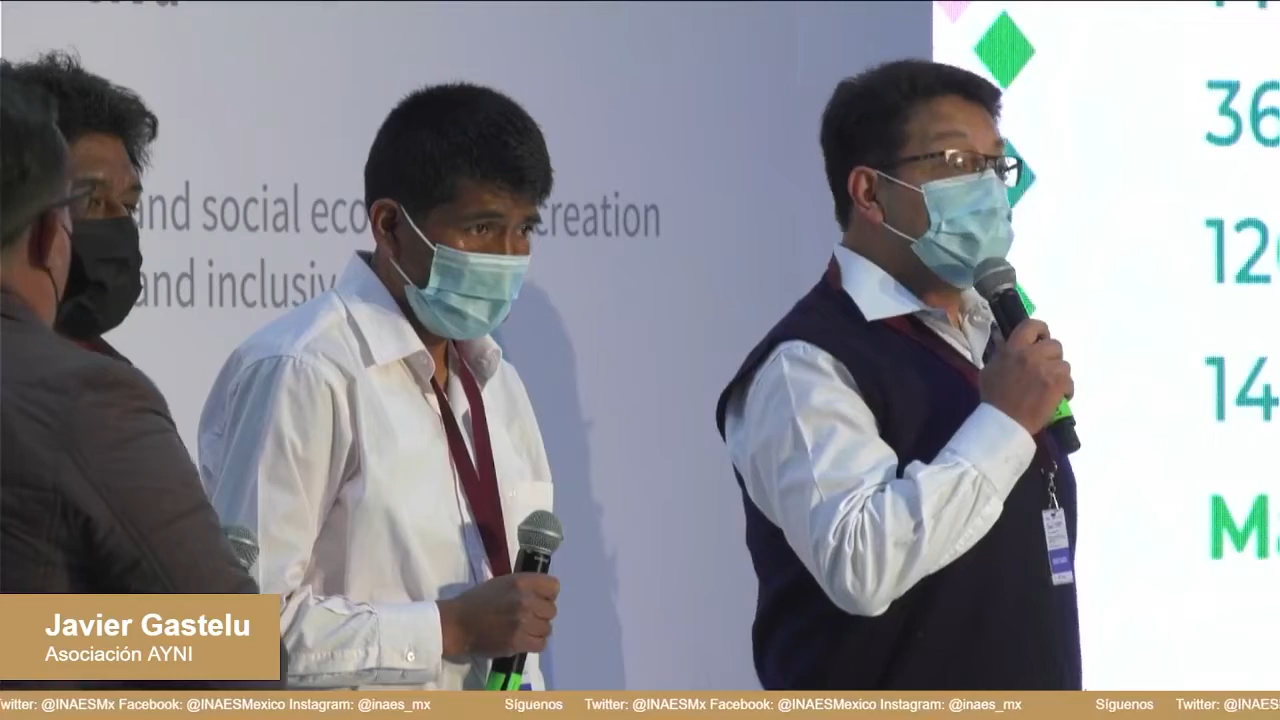 and social eco creation
and inclusiv
36
12
14
M
Javier Gastelu
Asociación AYNI
witter: @INAESMx Facebook: @INAESMexico Instagram: @inaes_mx Síguenos Twitter: @INAESMx Facebook: @INAESMexico Instagram: @inaes_mx Síguenos Twitter: @INAES